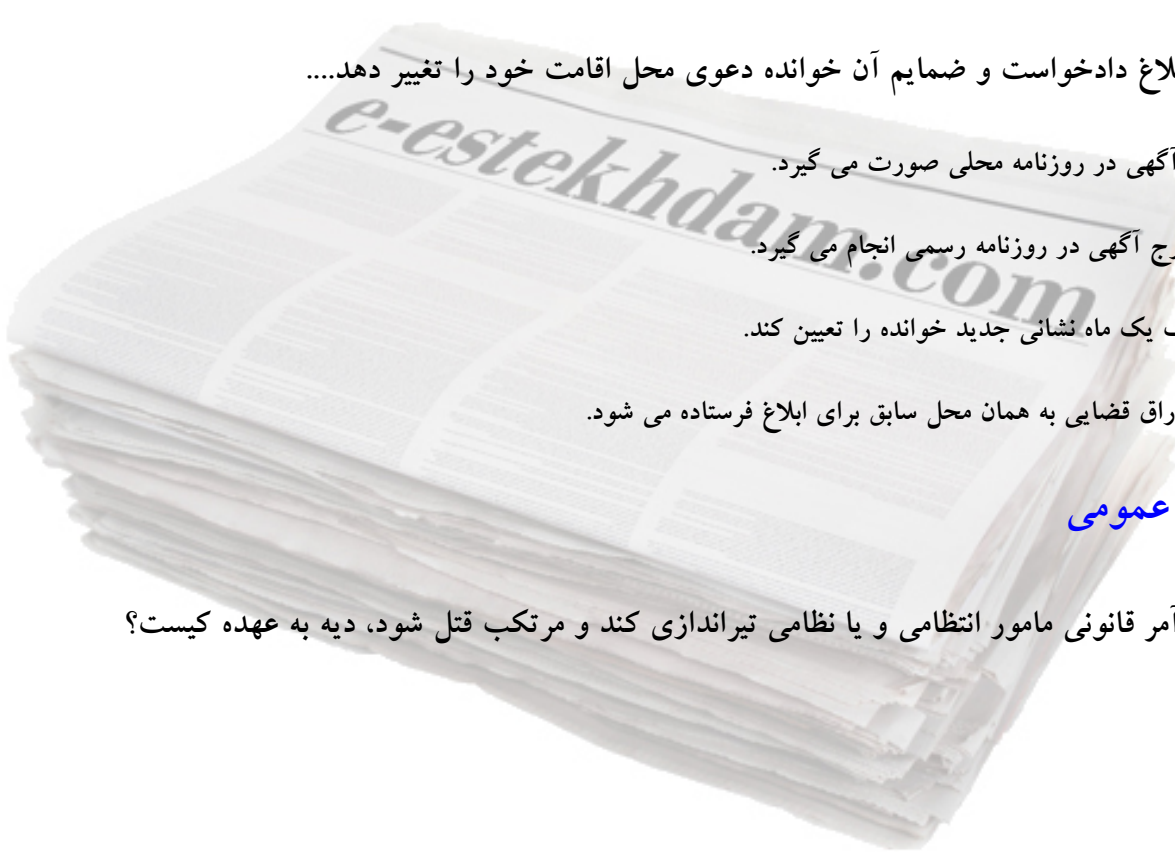 لاغ دادخواست و ضمایم آن خوانده دعوی محل اقامت خود را تغییر دهد....
e-estekhdam.com
آگهی در روزنامه محلی صورت می گیرد.
رج آگهی در روزنامه رسمی انجام می گیرد.
یک ماه نشانی جدید خوانده را تعیین کند.
راق قضایی به همان محل سابق برای ابلاغ فرستاده می شود.
عمومی
آمر قانونی مامور انتظامی و یا نظامی تیراندازی کند و مرتکب قتل شود، دیه به عهده کیست؟